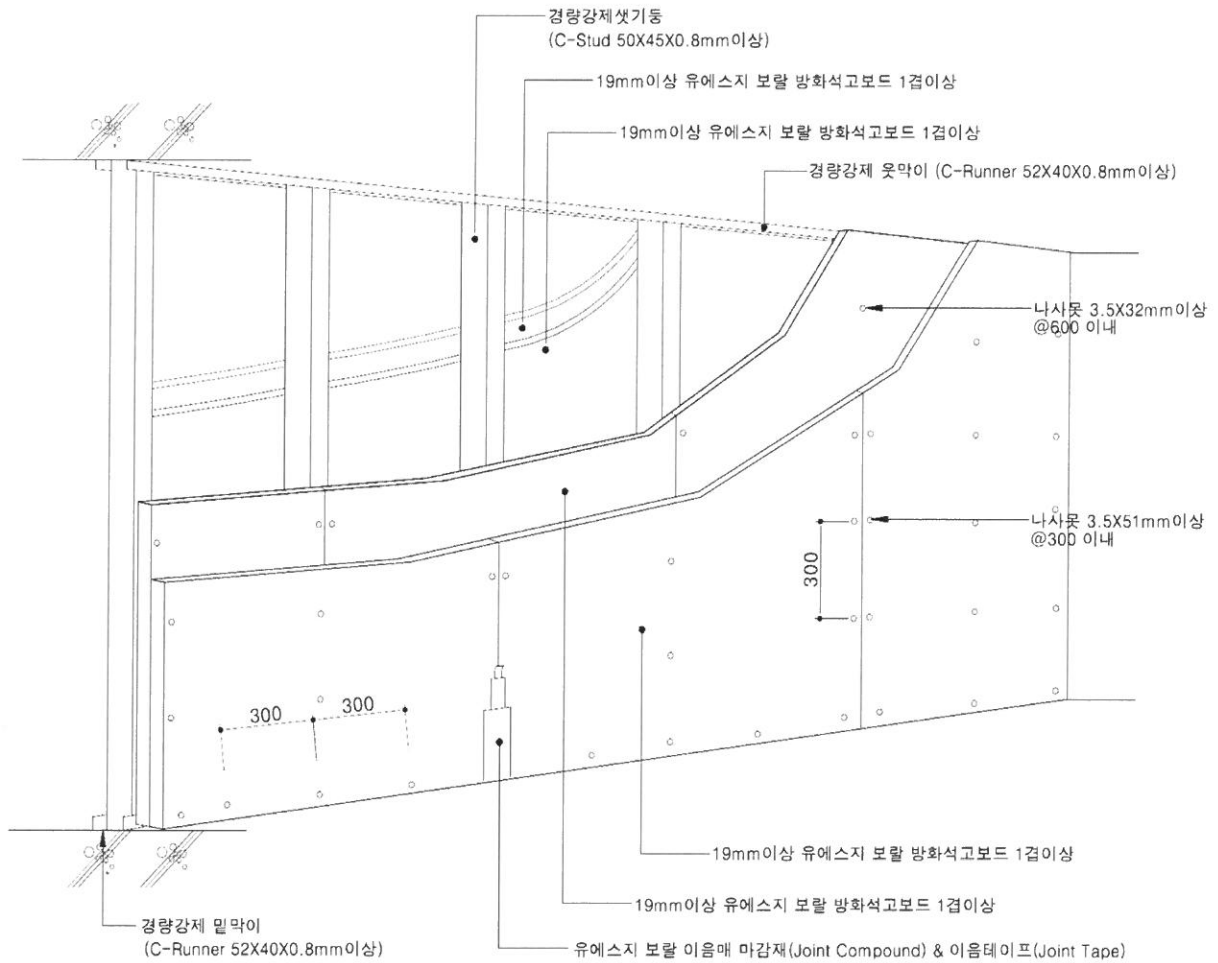 경량강제샛기둥
(C-Stud 50X45X0.8mm이상)
19mm이상 유에스지 보랄 방화석고보드 1겹이상
19mm이상 유에스지 보랄 방화석고보드 1겹이상
경량강제 웃막이 (C-Runner 52X40X0.8mm이상)
나사못 3.5X32mm이상
@600 이내
나사못 3.5X51mm이상
@300 이내
300
300
300
19mm이상 유에스지 보랄 방화석고보드 1겹이상
19mm이상 유에스지 보랄 방화석고보드 1겹이상
경량강제 밑막이
(C-Runner 52X40X0.8mm이상)
유에스지 보랄 이음매 마감재(Joint Compound) & 이음테이프(Joint Tape)